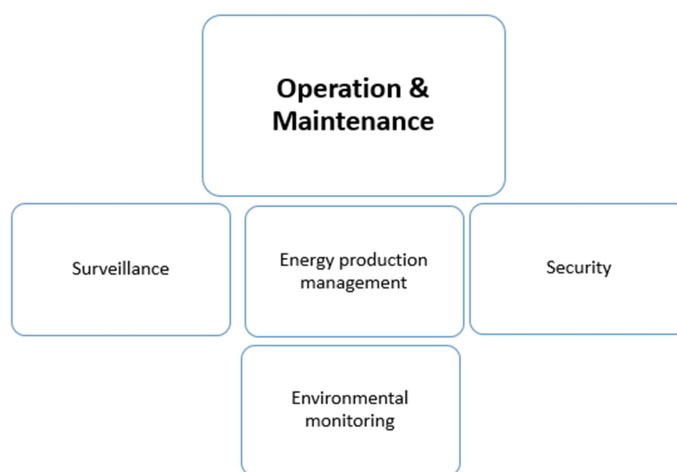 Operation &
Maintenance
Surveillance
Energy production
management
Security
Environmental
monitoring